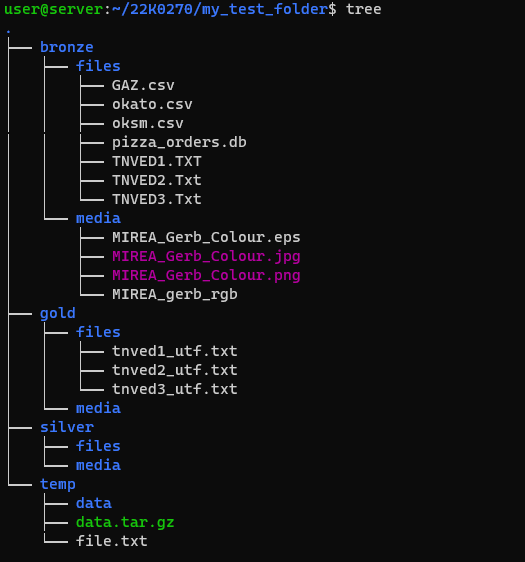 user@server:~/22K0270/my_test_folder$ tree
.
├── bronze
│   ├── files
│   │   ├── GAZ.csv
│   │   ├── okato.csv
│   │   ├── oksm.csv
│   │   ├── pizza_orders.db
│   │   ├── TNVED1.TXT
│   │   ├── TNVED2.Txt
│   │   └── TNVED3.Txt
│   └── media
│       ├── MIREA_Gerb_Colour.eps
│       ├── MIREA_Gerb_Colour.jpg
│       ├── MIREA_Gerb_Colour.png
│       └── MIREA_gerb_rgb
├── gold
│   ├── files
│   │   ├── tnved1_utf.txt
│   │   ├── tnved2_utf.txt
│   │   └── tnved3_utf.txt
│   └── media
├── silver
│   ├── files
│   └── media
└── temp
    ├── data
    ├── data.tar.gz
    └── file.txt